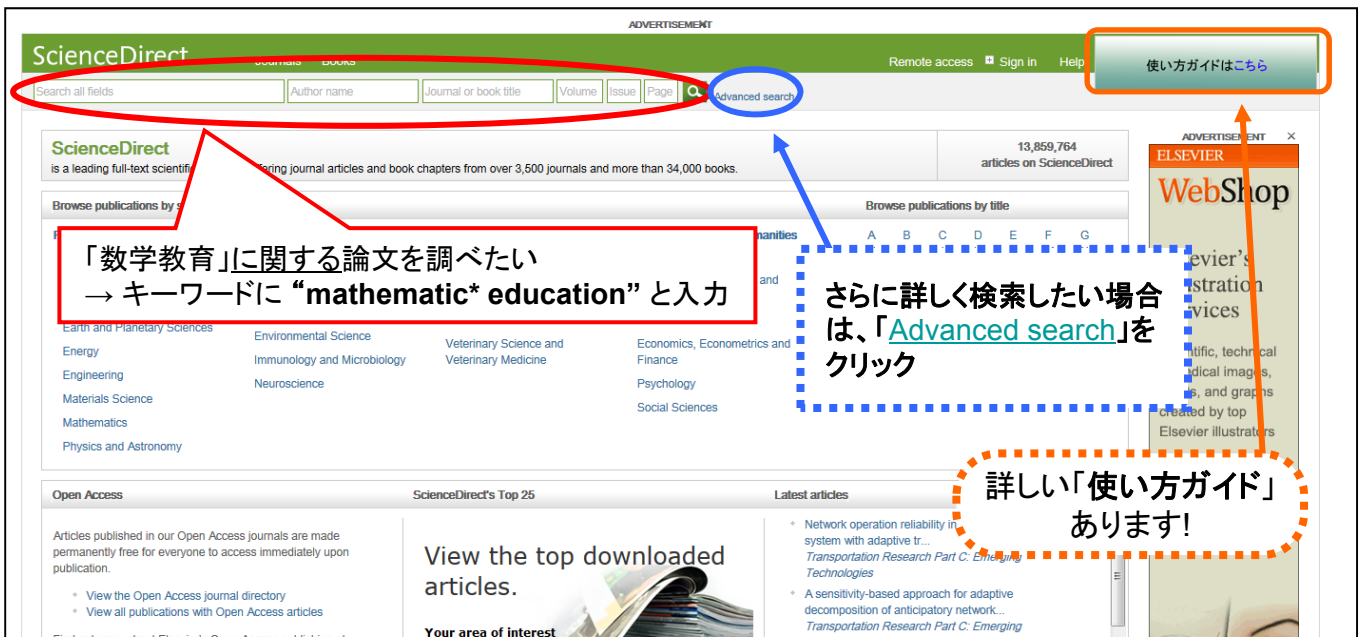 ADVERTISEMENT
ScienceDirect
Journals Books
Remote access Sign in Help
使い方ガイドはこちら
Search all fields Author name Journal or book title Volume Issue Page Advanced search
ScienceDirect
is a leading full-text scientific offering journal articles and book chapters from over 3,500 journals and more than 34,000 books.
13,859,764
articles on ScienceDirect
ADVERTISEMENT ×
ELSEVIER
WebShop
Browse publications by
Browse publications by title
A B C D E F G
「数学教育」に関する論文を調べたい
→ キーワードに “mathematic* education” と入力
and
さらに詳しく検索したい場合
は、「Advanced search」を
クリック
Earth and Planetary Sciences
Energy
Engineering
Materials Science
Mathematics
Physics and Astronomy
Environmental Science
Immunology and Microbiology
Neuroscience
Veterinary Science and
Veterinary Medicine
Economics, Econometrics and
Finance
Psychology
Social Sciences
created by top
Elsevier illustrators
詳しい「使い方ガイド」
あります!
Open Access
Articles published in our Open Access journals are made
permanently free for everyone to access immediately upon
publication.
View the Open Access journal directory
View all publications with Open Access articles
ScienceDirect's Top 25
View the top downloaded
articles.
Your area of interest
Latest articles
Network operation reliability in
system with adaptive tr...
Transportation Research Part C: Emerging
Technologies
A sensitivity-based approach for adaptive
decomposition of anticipatory network...
Transportation Research Part C: Emerging